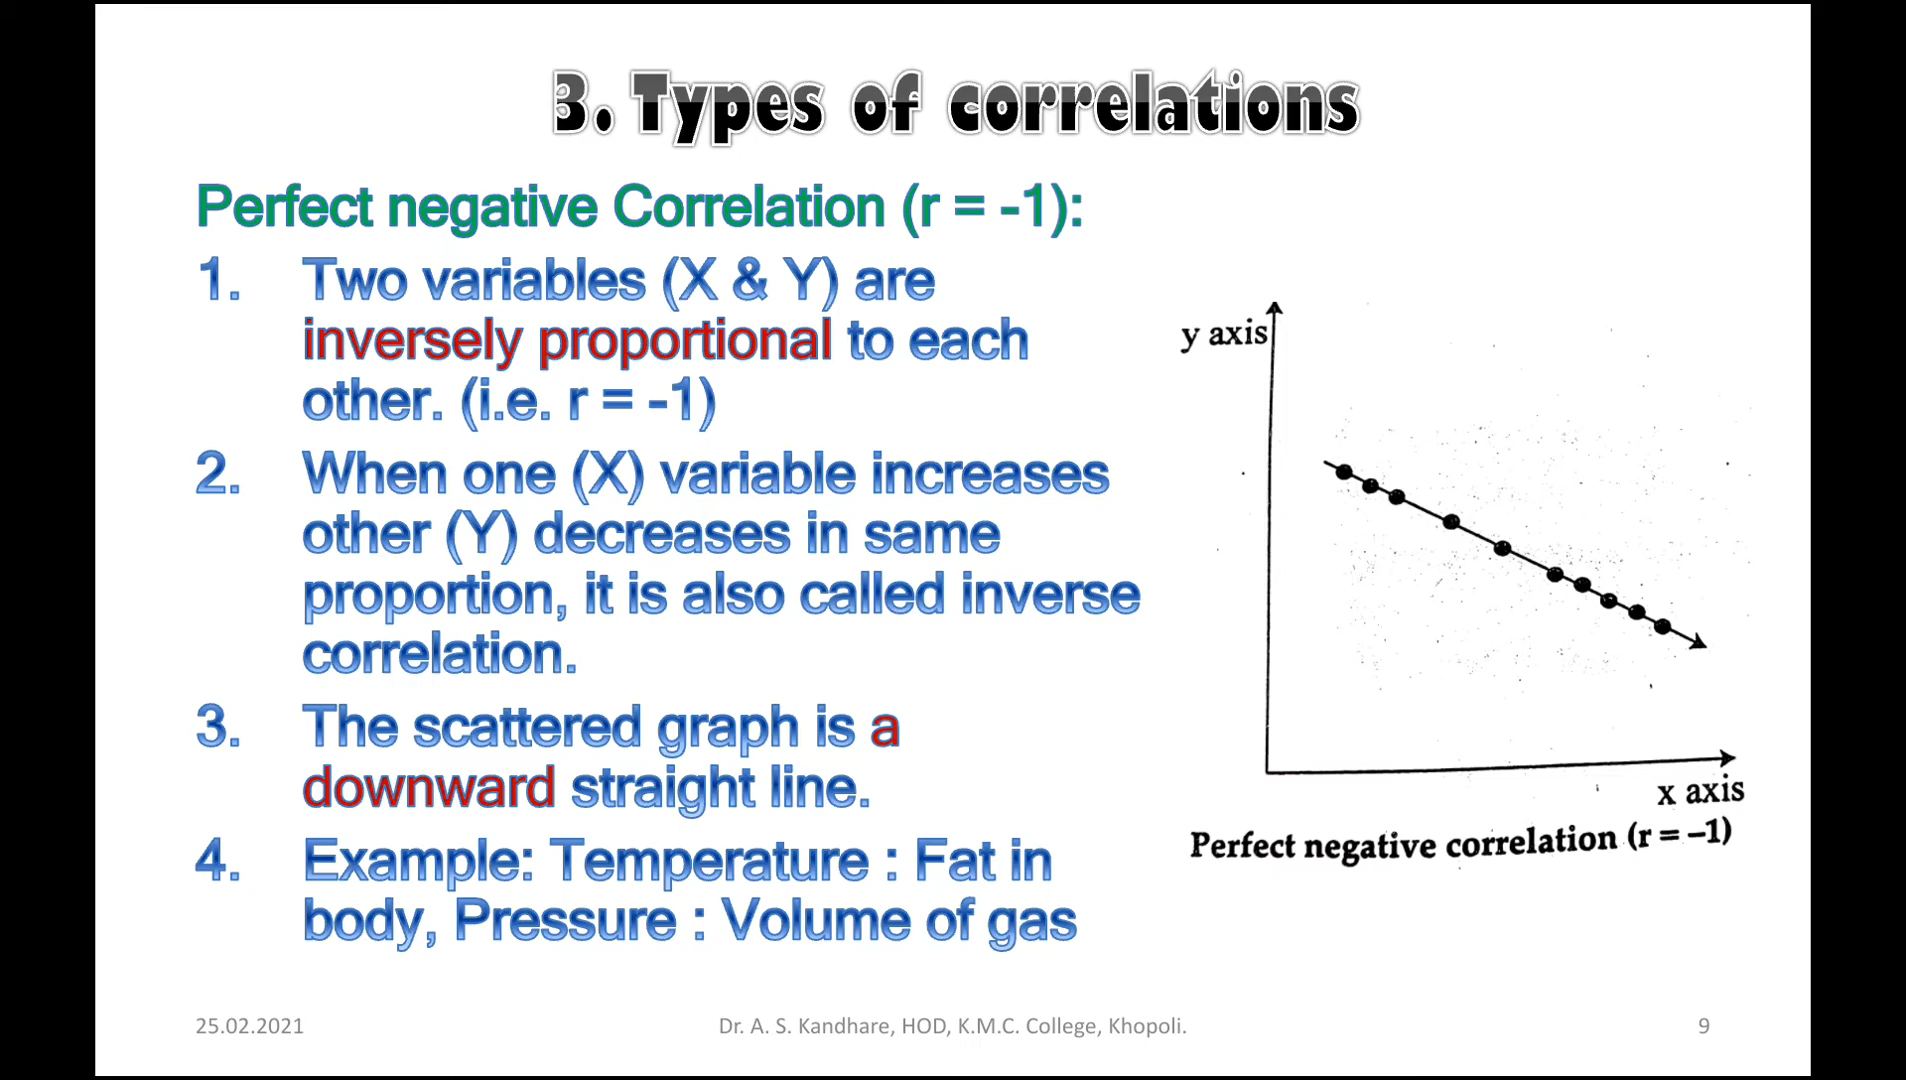 3. Types of correlations
Perfect negative Correlation (r = -1):
1. Two variables (X & Y) are
inversely proportional to each
other. (i.e. r = -1)
2. When one (X) variable increases
other (Y) decreases in same
proportion, it is also called inverse
correlation.
3. The scattered graph is a
downward straight line.
4. Example: Temperature : Fat in
body, Pressure : Volume of gas
y axis
x axis
Perfect negative correlation (r = –1)
25.02.2021
Dr. A. S. Kandhare, HOD, K.M.C. College, Khopoli.
9